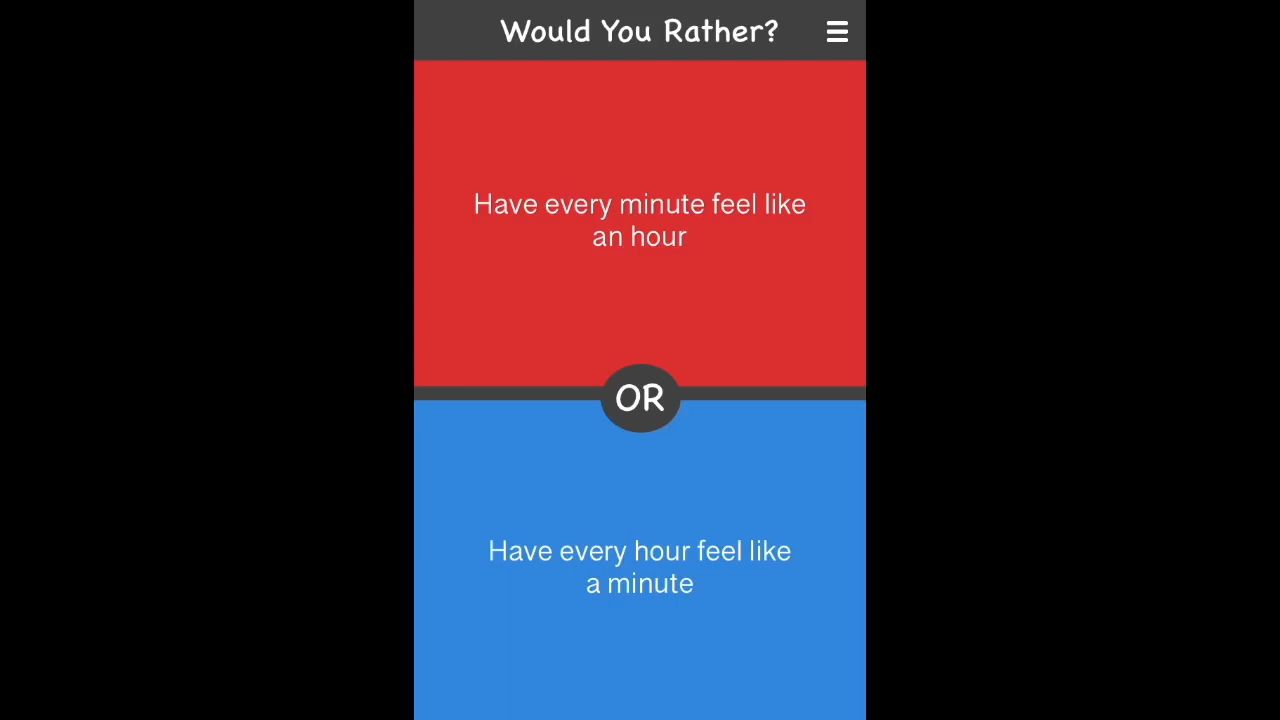 Would You Rather?
Have every minute feel like
an hour
OR
Have every hour feel like
a minute